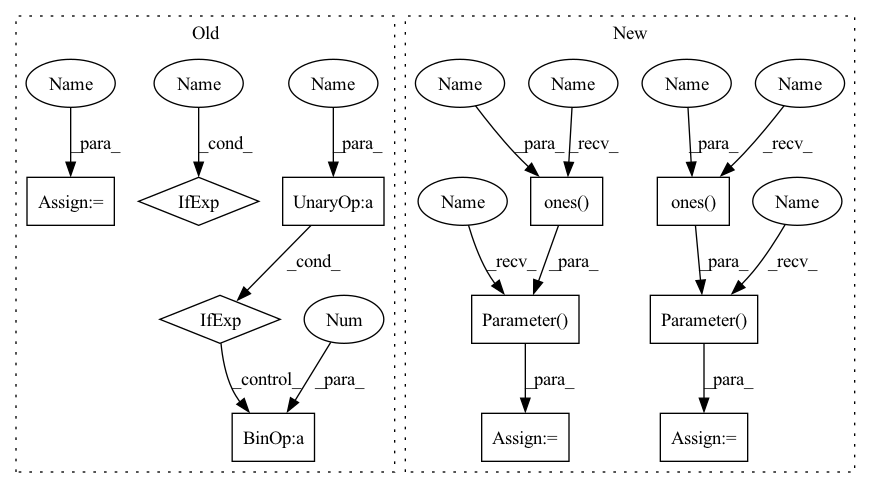 Old
New
Name
Name
Name
Name
Name
Name
Name
_para_
_cond_
_para_
_para_
_recv_
_para_
_recv_
Assign:=
IfExp
UnaryOp:a
Name
ones()
ones()
Name
_cond_
_recv_
_para_
_para_
_recv_
IfExp
Num
Parameter()
Parameter()
_control_
_para_
_para_
_para_
BinOp:a
Assign:=
Assign:=